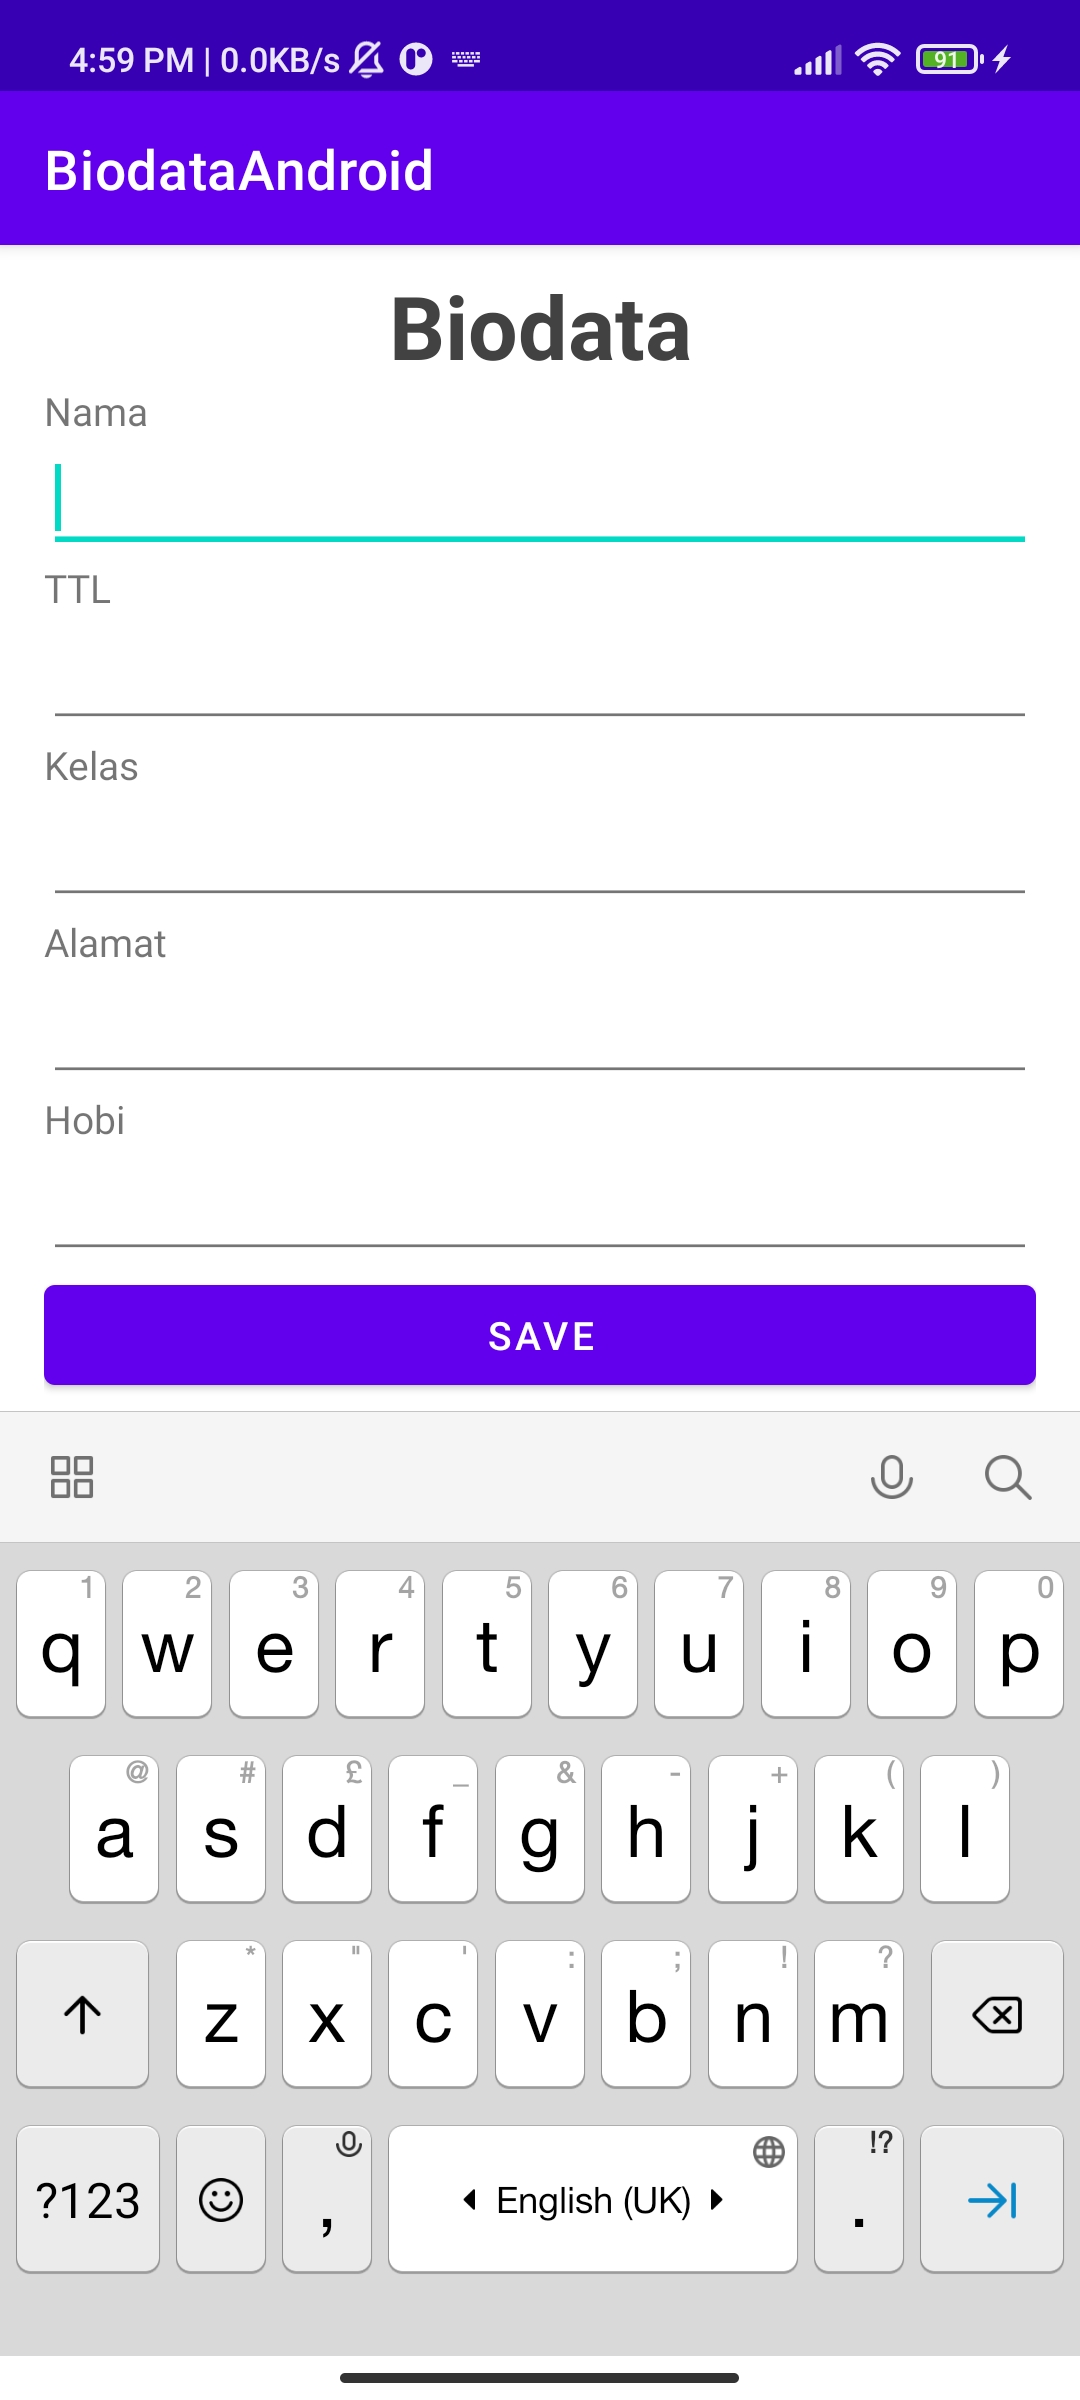 4:59 PM | 0.0KB/s 91
BiodataAndroid
Biodata
Nama
TTL
Kelas
Alamat
Hobi
SAVE
1 2 3 4 5 6 7 8 9 0
q w e r t y u i o p
@ # £ _ & - + ( )
a s d f g h j k l
* " ' : ; ! ?
z x c v b n m
!?
?123 , English (UK) .